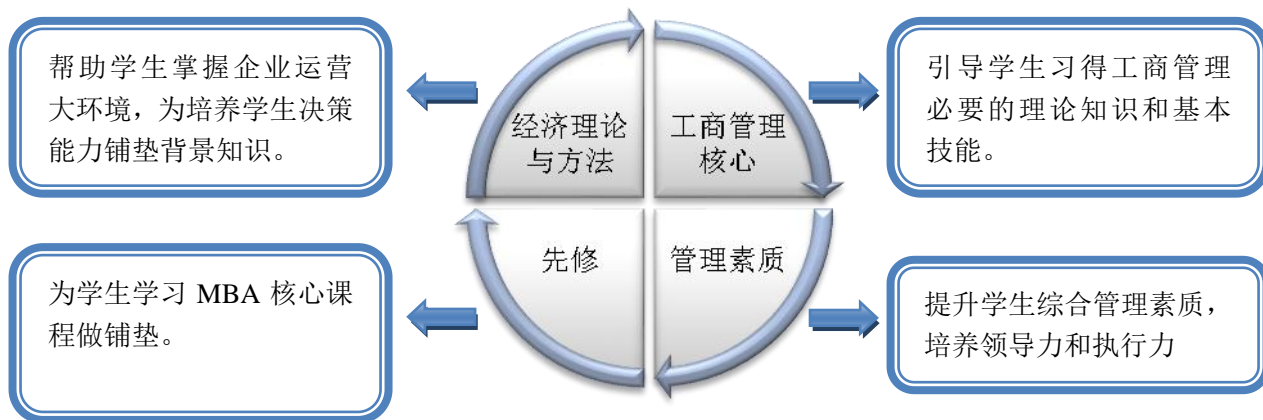 帮助学生掌握企业运营
大环境，为培养学生决策
能力铺垫背景知识。
经济理论
与方法
工商管理
核心
引导学生习得工商管理
必要的理论知识和基本
技能。
为学生学习 MBA 核心课
程做铺垫。
先修
管理素质
提升学生综合管理素质，
培养领导力和执行力